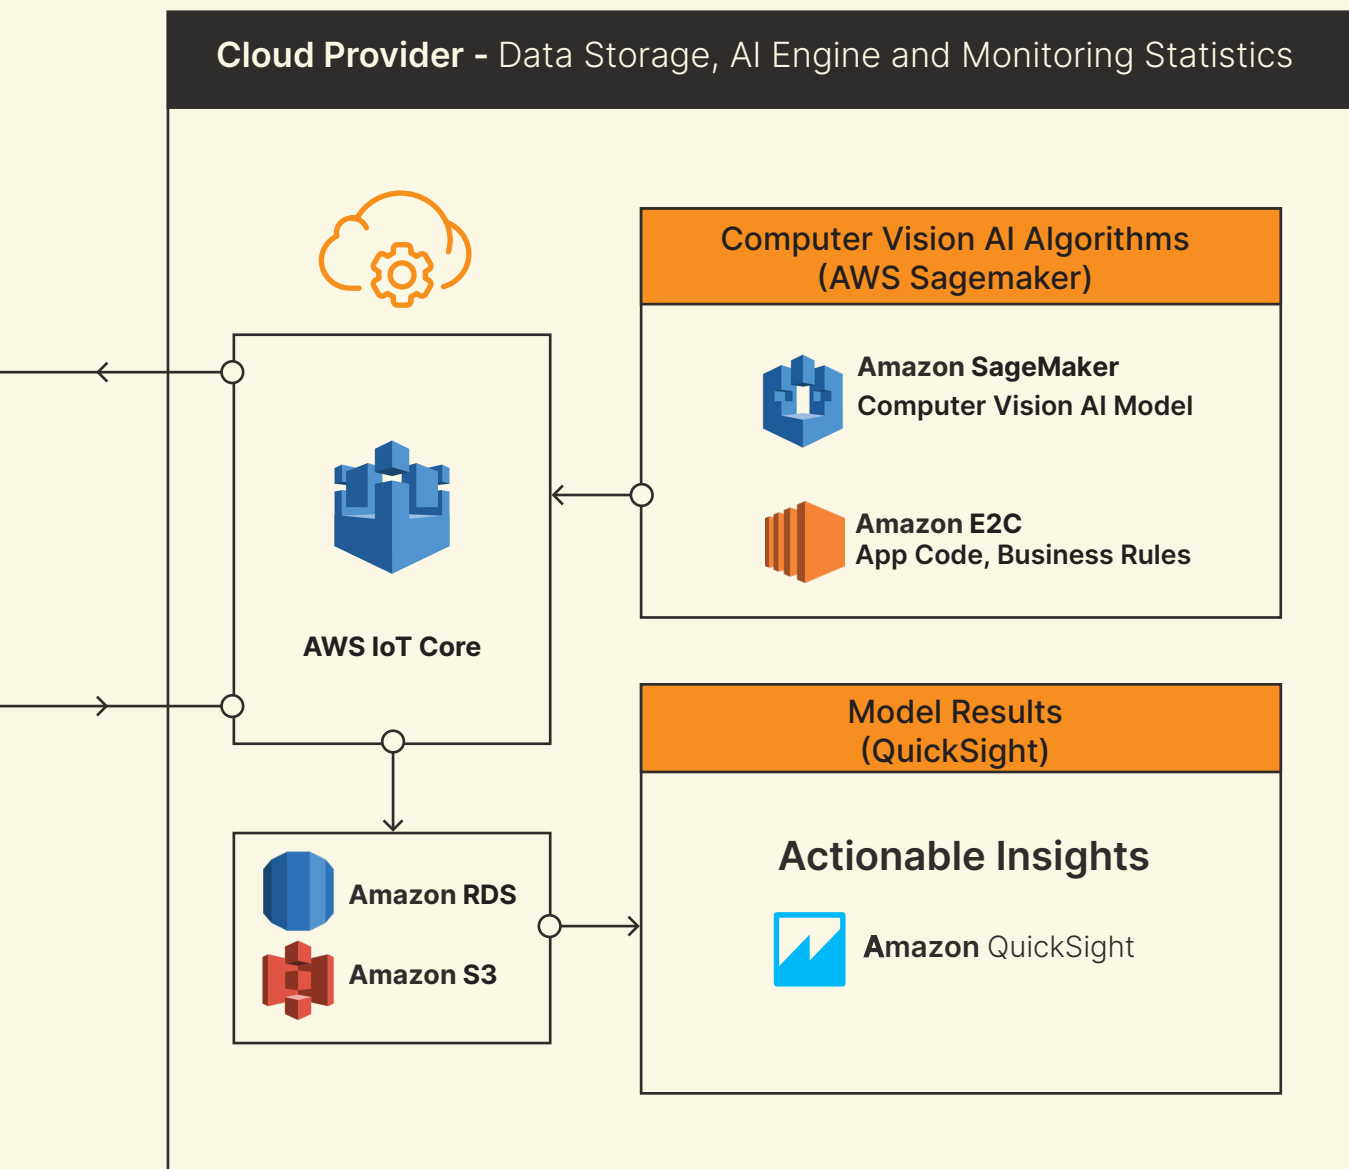 Cloud Provider - Data Storage, AI Engine and Monitoring Statistics
Computer Vision AI Algorithms
(AWS Sagemaker)
Amazon SageMaker
Computer Vision AI Model
Amazon E2C
App Code, Business Rules
AWS IoT Core
Model Results
(QuickSight)
Actionable Insights
Amazon QuickSight
Amazon RDS
Amazon S3